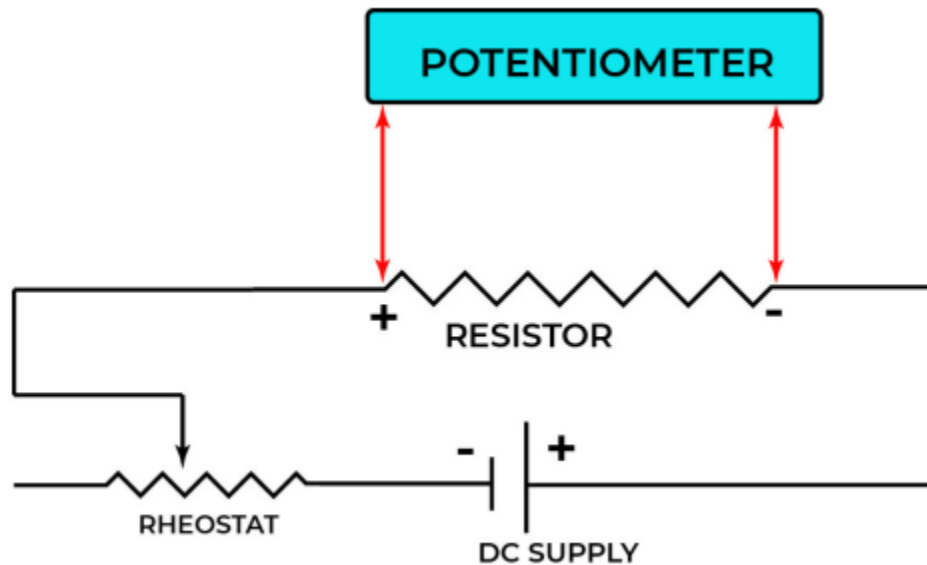 POTENTIOMETER
+ -
RESISTOR
- +
RHEOSTAT
DC SUPPLY